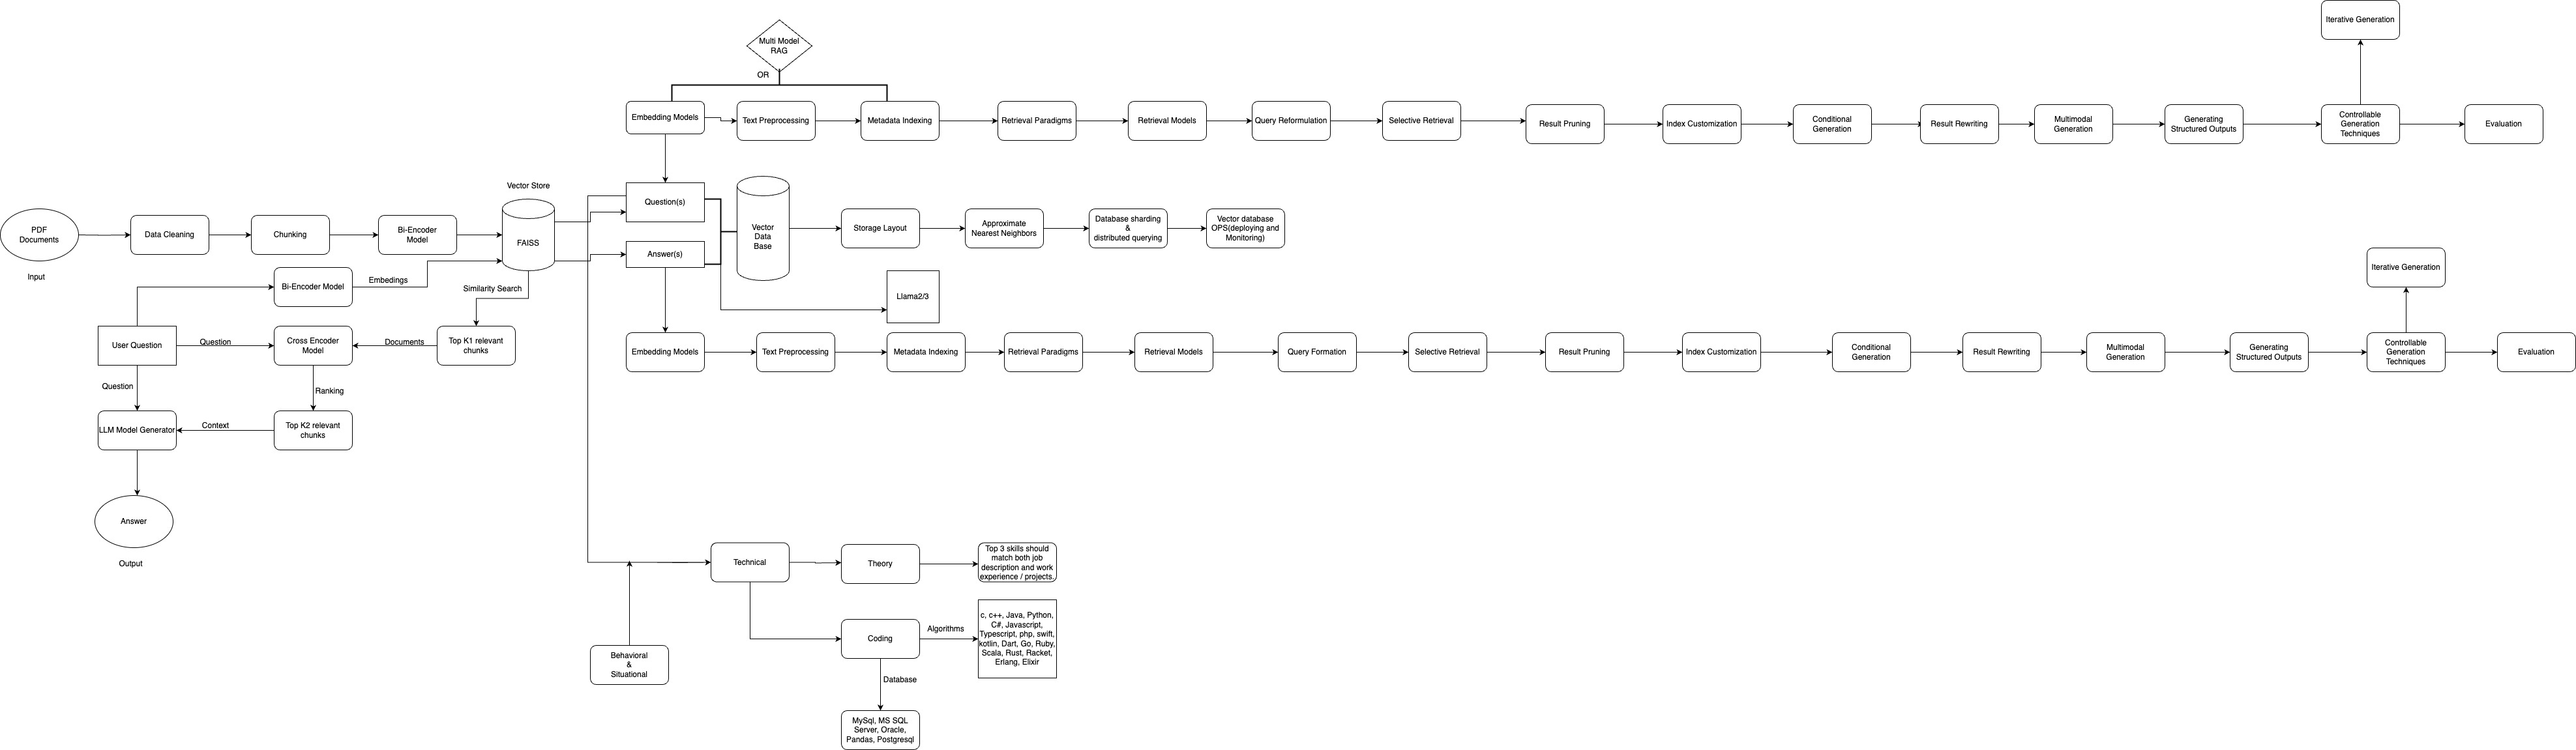 Iterative Generation
Multi Model
RAG
OR
Embedding Models
Text Preprocessing
Metadata Indexing
Retrieval Paradigms
Retrieval Models
Query Reformulation
Selective Retrieval
Result Pruning
Index Customization
Conditional
Generation
Result Rewriting
Multimodal
Generation
Generating
Structured Outputs
Controllable
Generation
Techniques
Evaluation
Vector Store
PDF
Documents
Input
Data Cleaning
Chunking
Bi-Encoder
Model
FAISS
Question(s)
Answer(s)
Vector
Data
Base
Storage Layout
Approximate
Nearest Neighbors
Database sharding
&
distributed querying
Vector database
OPS(deploying and
Monitoring)
Bi-Encoder Model
Embedings
Similarity Search
Llama2/3
Iterative Generation
User Question
Question
Cross Encoder
Model
Documents
Top K1 relevant
chunks
Embedding Models
Text Preprocessing
Metadata Indexing
Retrieval Paradigms
Retrieval Models
Query Formation
Selective Retrieval
Result Pruning
Index Customization
Conditional
Generation
Result Rewriting
Multimodal
Generation
Generating
Structured Outputs
Controllable
Generation
Techniques
Evaluation
Question
Ranking
LLM Model Generator
Context
Top K2 relevant
chunks
Answer
Output
Technical
Theory
Top 3 skills should
match both job
description and work
experience / projects.
Coding
Algorithms
c, c++, Java, Python,
C#, Javascript,
Typescript, php, swift,
kotlin, Dart, Go, Ruby,
Scala, Rust, Racket,
Erlang, Elixir
Behavioral
&
Situational
Database
MySql, MS SQL
Server, Oracle,
Pandas, Postgresql